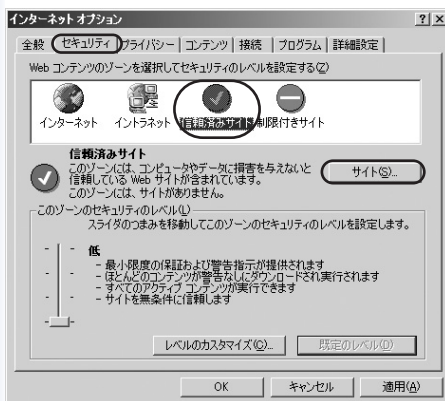 インターネット オプション
?
×
全般 セキュリティ プライバシー コンテンツ 接続 プログラム 詳細設定
Web コンテンツのゾーンを選択してセキュリティのレベルを設定する(Z)
インターネット イントラネット 信頼済みサイト 制限付きサイト
信頼済みサイト
このゾーンには、コンピュータやデータに損害を与えないと
信頼している Web サイトが含まれています。
このゾーンには、サイトがありません。
サイト(S)...
このゾーンのセキュリティのレベル(L)
スライダのつまみを移動してこのゾーンのセキュリティのレベルを設定します。
低
- 最小限度の保証および警告指示が提供されます
- ほとんどのコンテンツが警告なしにダウンロードされ実行されます
- すべてのアクティブ コンテンツが実行できます
- サイトを無条件に信頼します
レベルのカスタマイズ(C)... 既定のレベル(D)
OK キャンセル 適用(A)